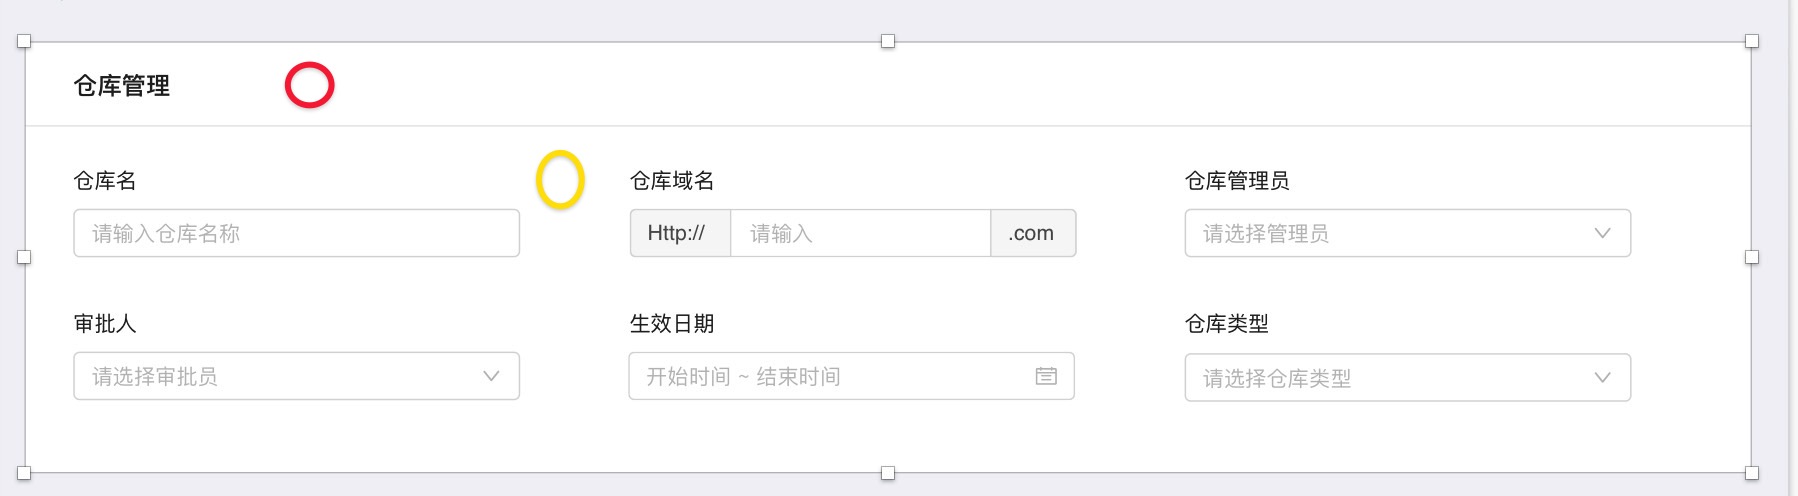 仓库管理
仓库名 仓库域名 仓库管理员
请输入仓库名称 Http:// 请输入 .com 请选择管理员
审批人 生效日期 仓库类型
请选择审批员 开始时间 ~ 结束时间 请选择仓库类型